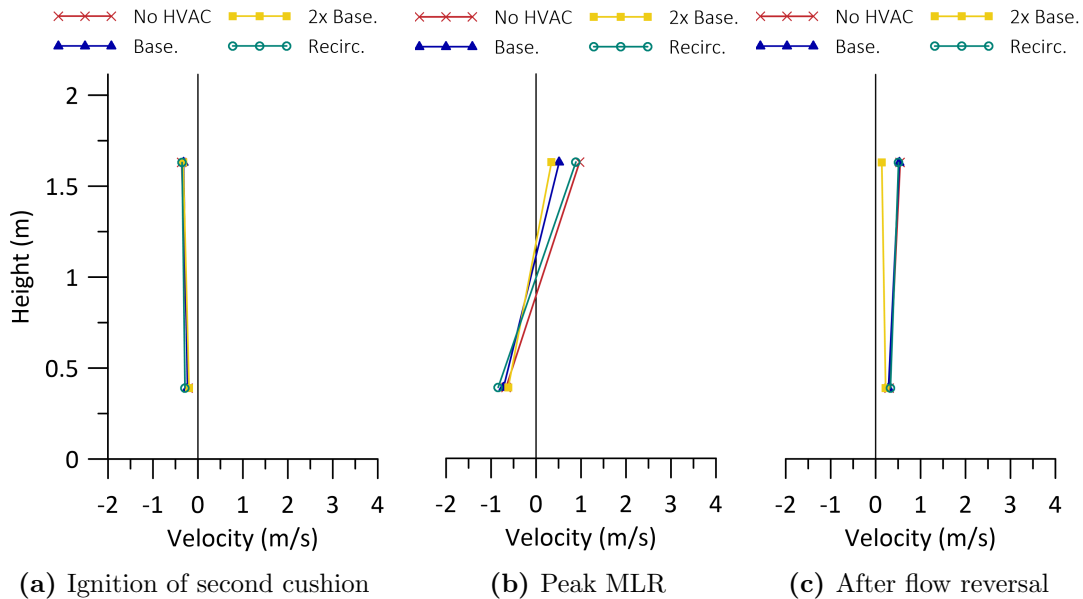 No HVAC 2x Base. No HVAC 2x Base. No HVAC 2x Base.
Base. Recirc. Base. Recirc. Base. Recirc.
2
1.5
1
0.5
0
Height (m)
-2 -1 0 1 2 3 4 -2 -1 0 1 2 3 4 -2 -1 0 1 2 3 4
Velocity (m/s) Velocity (m/s) Velocity (m/s)
(a) Ignition of second cushion (b) Peak MLR (c) After flow reversal